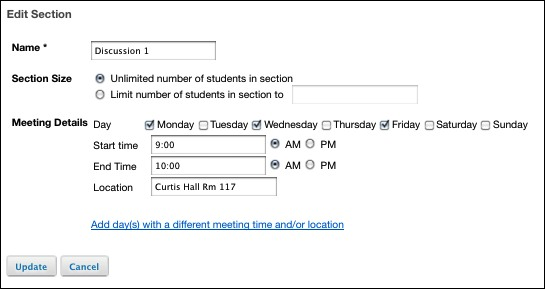 Edit Section
Name * Discussion 1
Section Size Unlimited number of students in section
Limit number of students in section to
Meeting Details Day Monday Tuesday Wednesday Thursday Friday Saturday Sunday
Start time 9:00 AM PM
End Time 10:00 AM PM
Location Curtis Hall Rm 117
Add day(s) with a different meeting time and/or location
Update Cancel